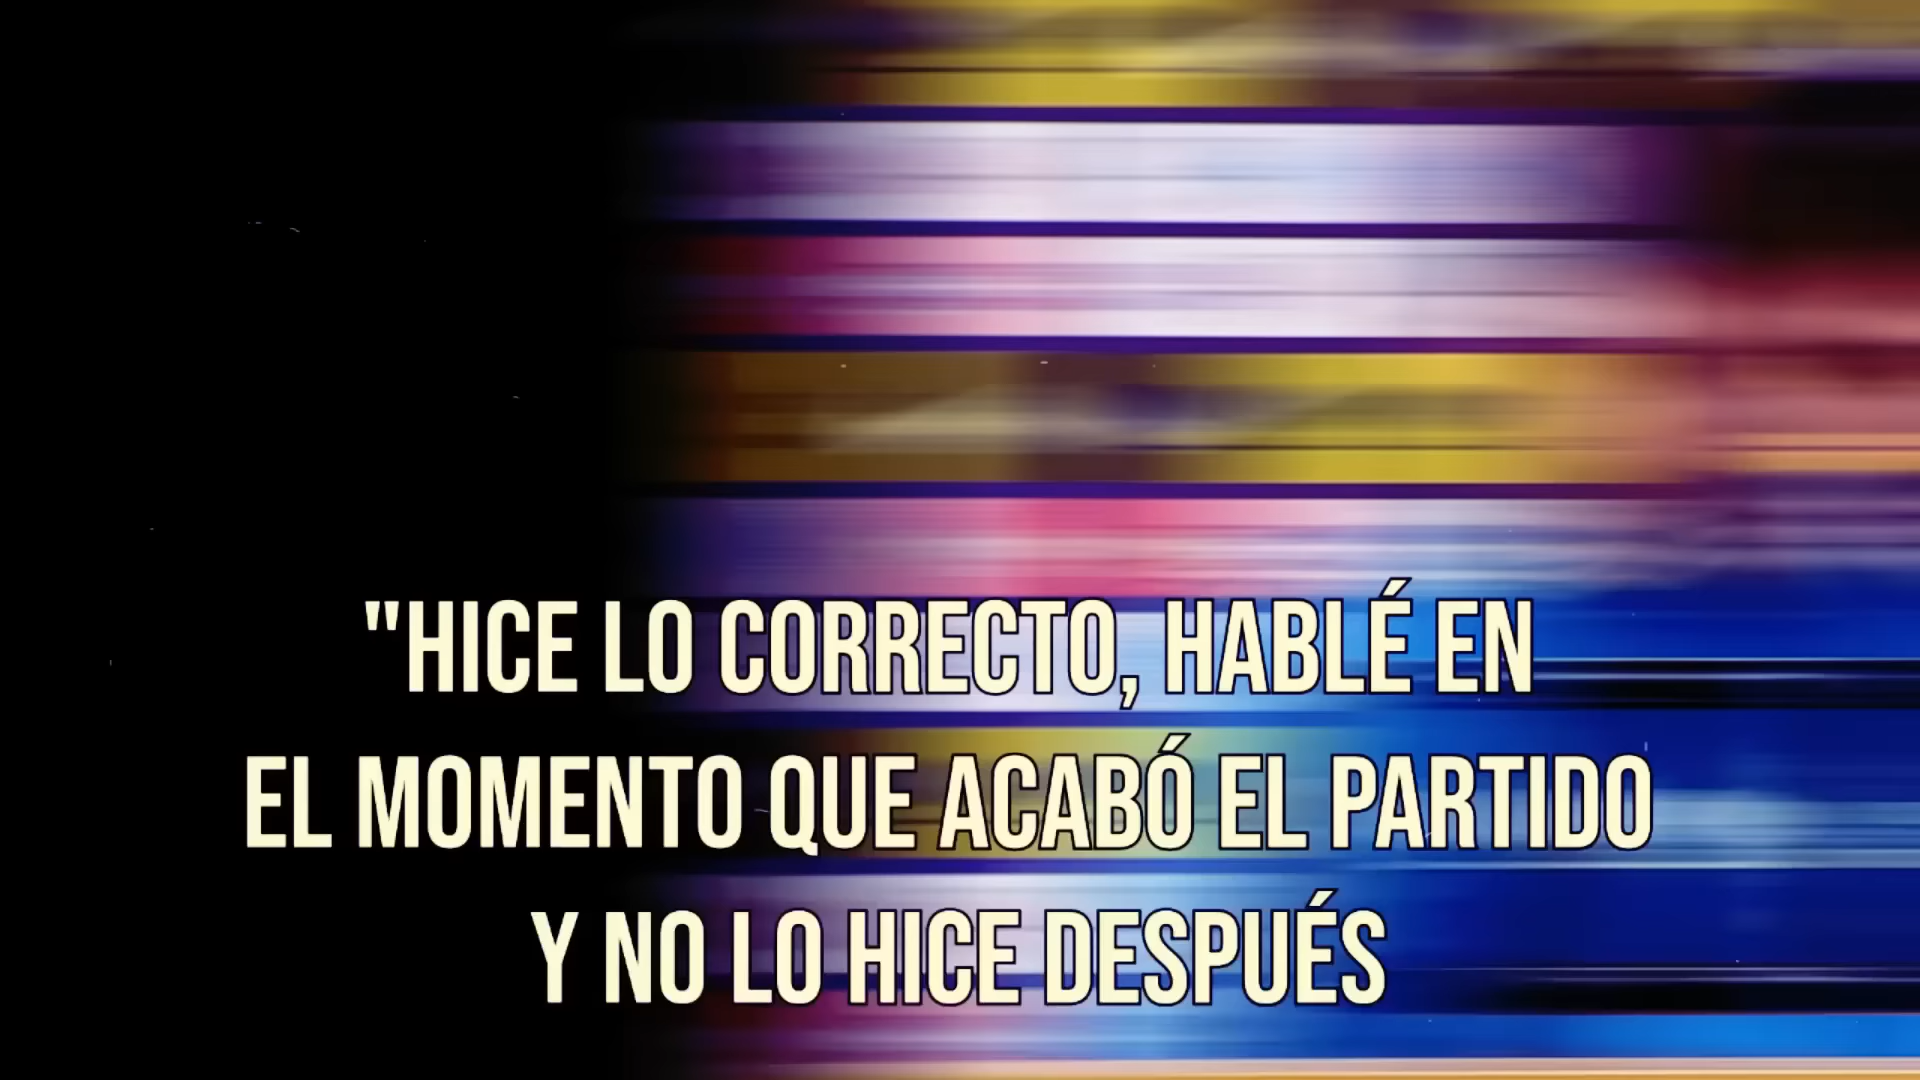 "HICE LO CORRECTO, HABLÉ EN
EL MOMENTO QUE ACABÓ EL PARTIDO
Y NO LO HICE DESPUÉS